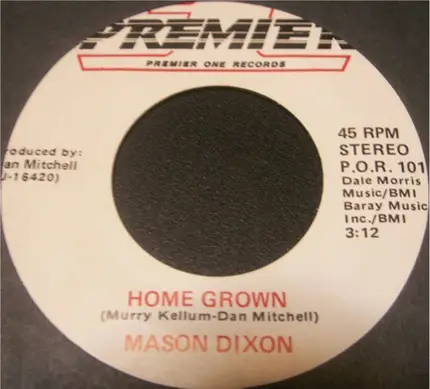 PREMIER
PREMIER ONE RECORDS
roduced by:
an Mitchell
J-16420)
45 RPM
STEREO
P.O.R. 101
Dale Morris
Music/BMI
Baray Music
Inc./BMI
3:12
HOME GROWN
(Murry Kellum-Dan Mitchell)
MASON DIXON